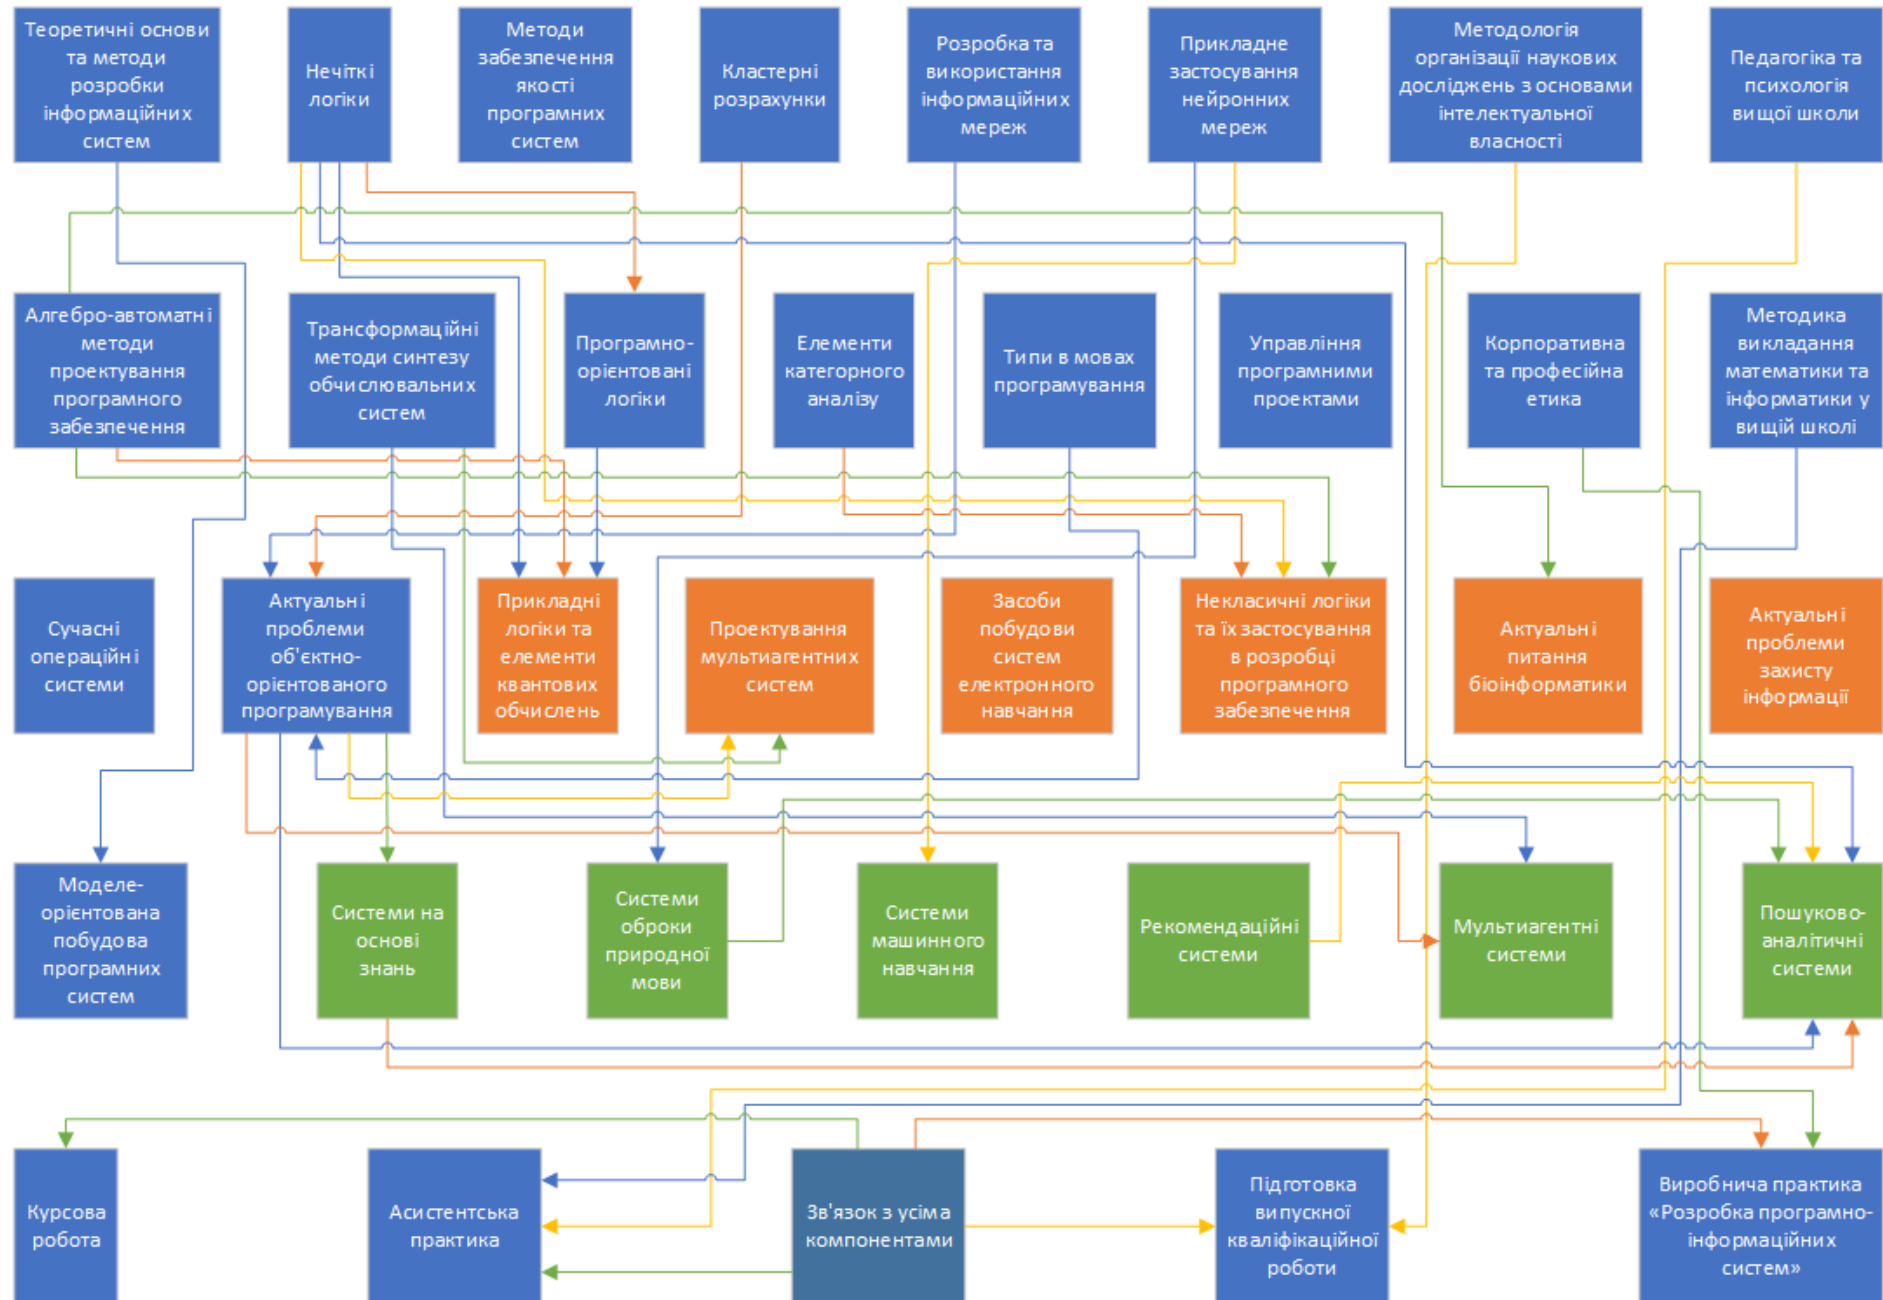 Теоретичні основи
та методи
розробки
інформаційних
систем
Нечіткі
логіки
Методи
забезпечення
якості
програмних
систем
Кластерні
розрахунки
Розробка та
використання
інформаційних
мереж
Прикладне
застосування
нейронних
мереж
Методологія
організації наукових
досліджень з основами
інтелектуальної
власності
Педагогіка та
психологія
вищої школи
Алгебро-автоматні
методи
проектування
програмного
забезпечення
Трансформаційні
методи синтезу
обчислювальних
систем
Програмно-
орієнтовані
логіки
Елементи
категорного
аналізу
Типи в мовах
програмування
Управління
програмними
проектами
Корпоративна
та професійна
етика
Методика
викладання
математики та
інформатики у
вищій школі
Сучасні
операційні
системи
Актуальні
проблеми
об'єктно-
орієнтованого
програмування
Прикладні
логіки та
елементи
квантових
обчислень
Проектування
мультиагентних
систем
Засоби
побудови
систем
електронного
навчання
Некласичні логіки
та їх застосування
в розробці
програмного
забезпечення
Актуальні
питання
біоінформатики
Актуальні
проблеми
захисту
інформації
Моделе-
орієнтована
побудова
програмних
систем
Системи на
основі
знань
Системи
оброки
природної
мови
Системи
машинного
навчання
Рекомендаційні
системи
Мультиагентні
системи
Пошуково-
аналітичні
системи
Курсова
робота
Асистентська
практика
Зв'язок з усіма
компонентами
Підготовка
випускної
кваліфікаційної
роботи
Виробнича практика
«Розробка програмно-
інформаційних
систем»